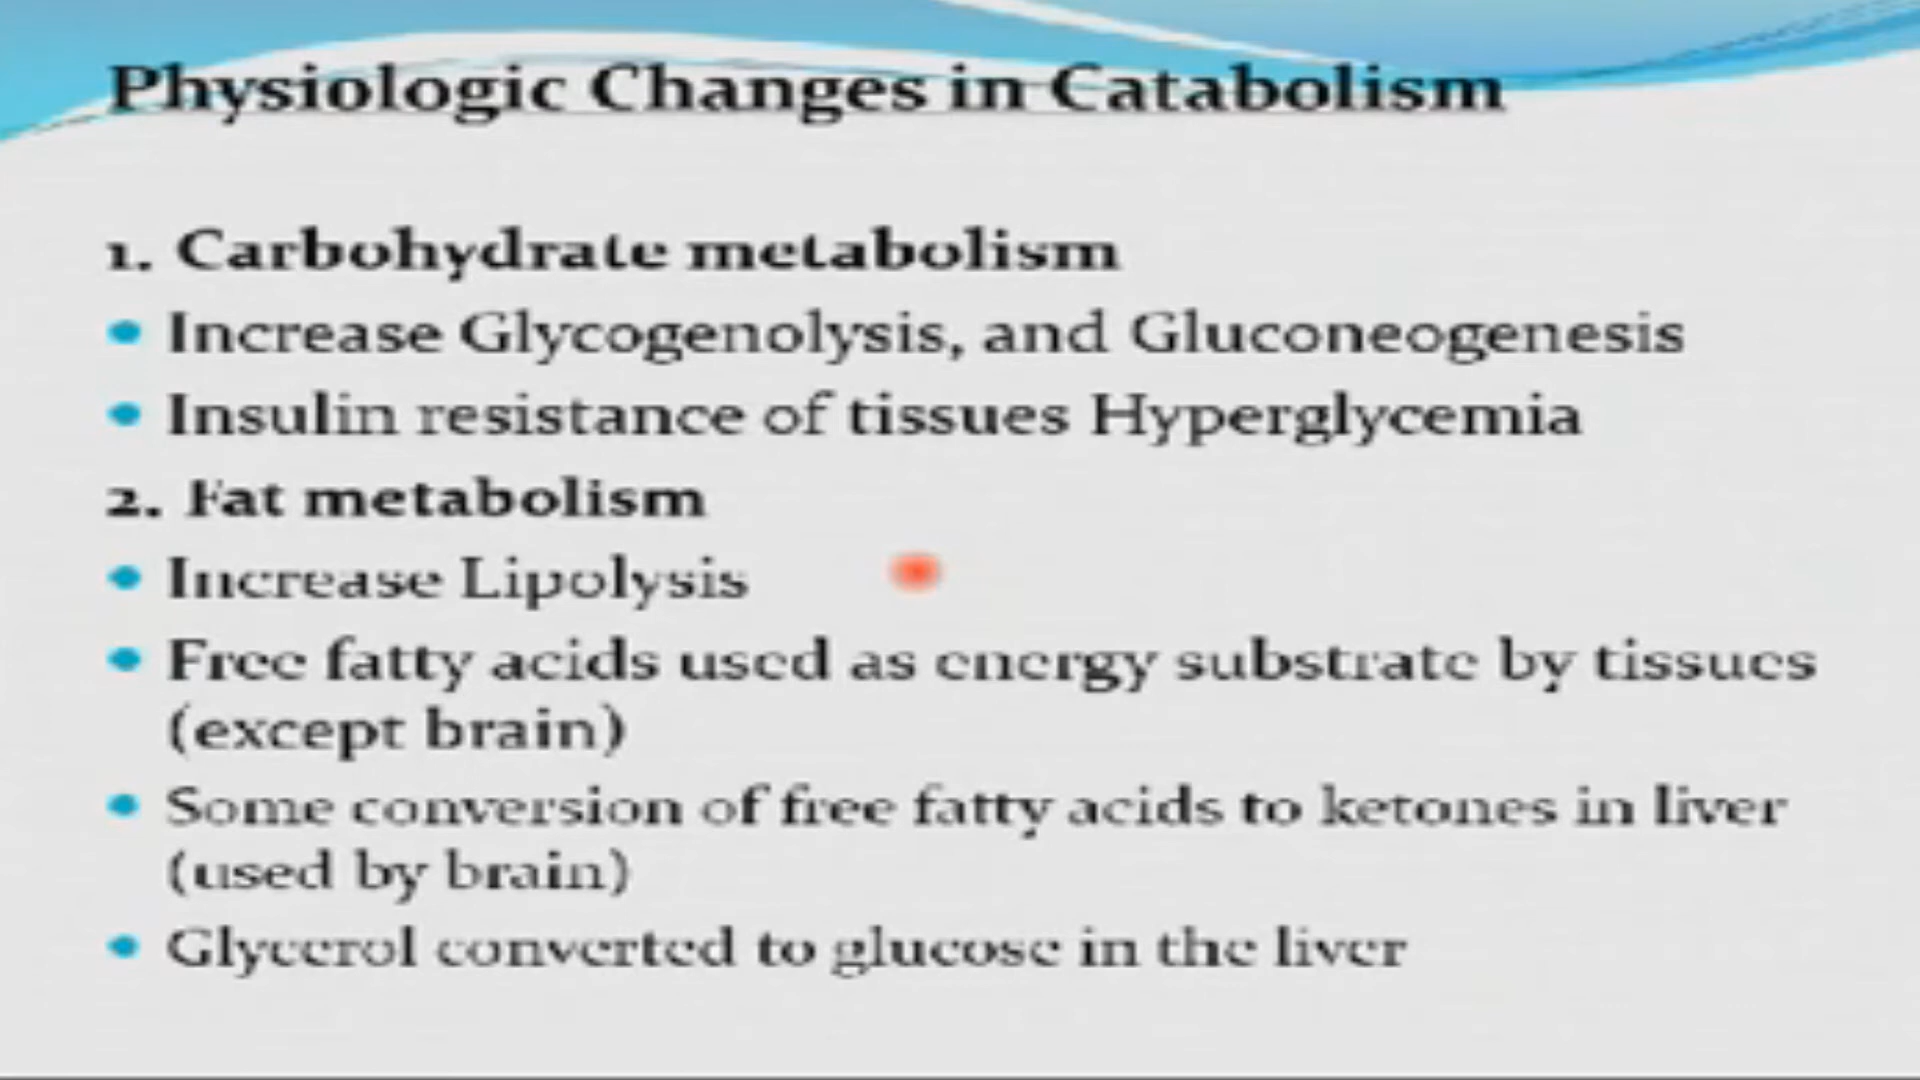 Physiologic Changes in Catabolism
1. Carbohydrate metabolism
• Increase Glycogenolysis, and Gluconeogenesis
• Insulin resistance of tissues Hyperglycemia
2. Fat metabolism
• Increase Lipolysis
• Free fatty acids used as energy substrate by tissues
(except brain)
• Some conversion of free fatty acids to ketones in liver
(used by brain)
• Glycerol converted to glucose in the liver